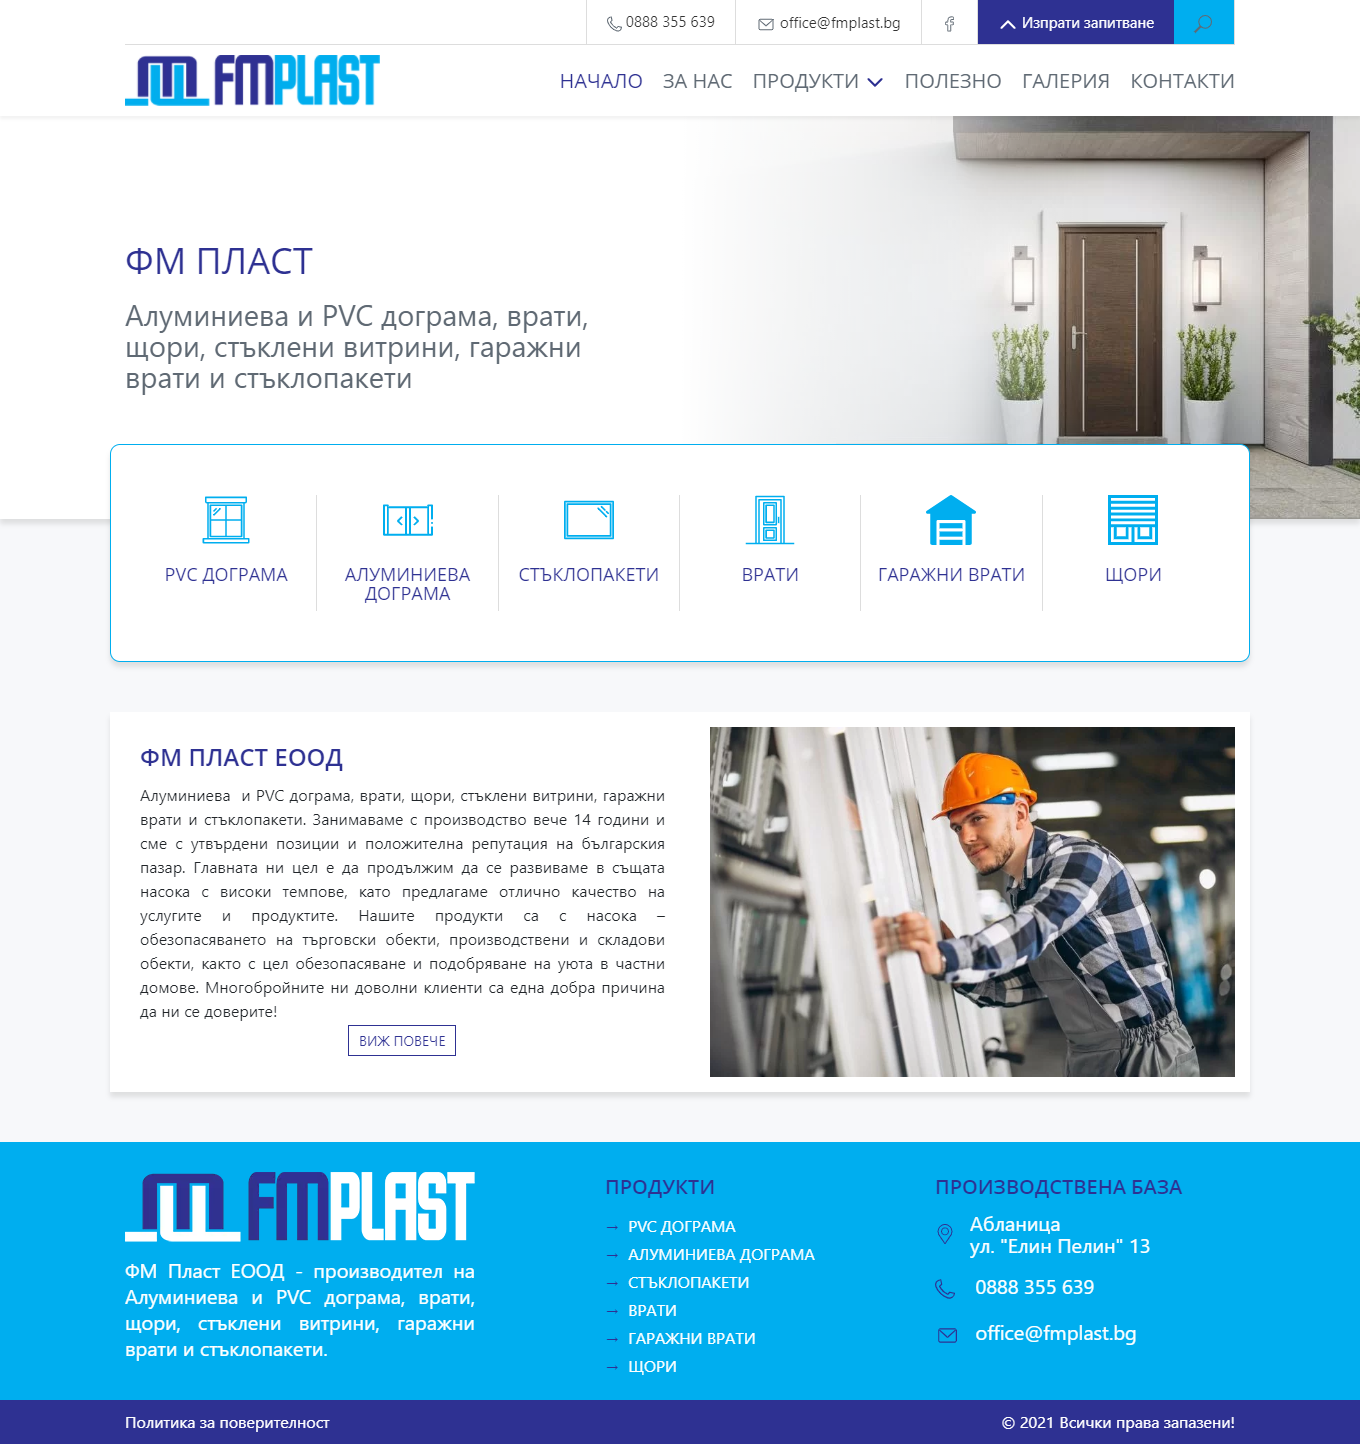 0888 355 639
office@fmplast.bg
Изпрати запитване
FMPLAST
НАЧАЛО
ЗА НАС
ПРОДУКТИ
ПОЛЕЗНО
ГАЛЕРИЯ
КОНТАКТИ
ФМ ПЛАСТ
Алуминиева и PVC дограма, врати,
щори, стъклени витрини, гаражни
врати и стъклопакети
PVC ДОГРАМА
АЛУМИНИЕВА
ДОГРАМА
СТЪКЛОПАКЕТИ
ВРАТИ
ГАРАЖНИ ВРАТИ
ЩОРИ
ФМ ПЛАСТ ЕООД
Алуминиева и PVC дограма, врати, щори, стъклени витрини, гаражни
врати и стъклопакети. Занимаваме с производство вече 14 години и
сме с утвърдени позиции и положителна репутация на българския
пазар. Главната ни цел е да продължим да се развиваме в същата
насока с високи темпове, като предлагаме отлично качество на
услугите и продуктите. Нашите продукти са с насока –
обезопасяването на търговски обекти, производствени и складови
обекти, както с цел обезопасяване и подобряване на уюта в частни
домове. Многобройните ни доволни клиенти са една добра причина
да ни се доверите!
ВИЖ ПОВЕЧЕ
FMPLAST
ФМ Пласт ЕООД - производител на
Алуминиева и PVC дограма, врати,
щори, стъклени витрини, гаражни
врати и стъклопакети.
ПРОДУКТИ
→ PVC ДОГРАМА
→ АЛУМИНИЕВА ДОГРАМА
→ СТЪКЛОПАКЕТИ
→ ВРАТИ
→ ГАРАЖНИ ВРАТИ
→ ЩОРИ
ПРОИЗВОДСТВЕНА БАЗА
Абланица
ул. "Елин Пелин" 13
0888 355 639
office@fmplast.bg
Политика за поверителност
© 2021 Всички права запазени!